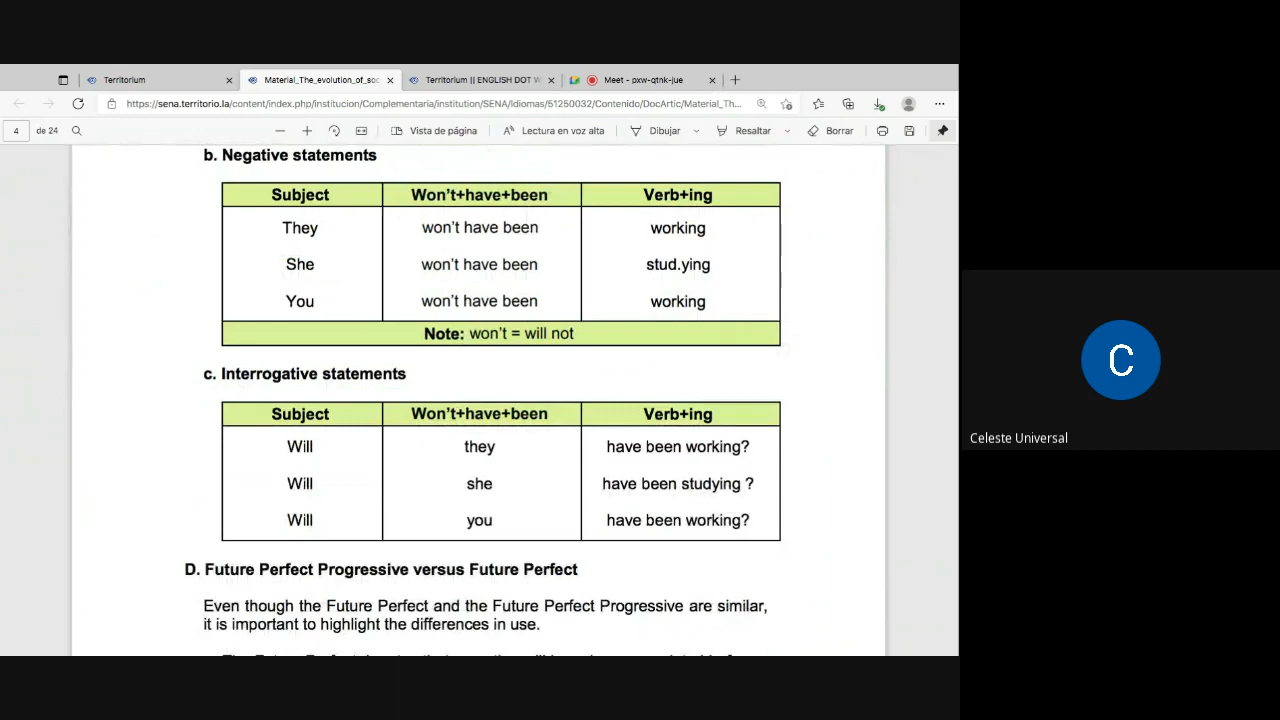 Territorium
Material_The_evolution_of_soc
Territorium || ENGLISH DOT W
Meet - pxw-qtnk-jue
https://sena.territorio.la/content/index.php/institucion/Complementaria/institution/SENA/Idiomas/51250032/Contenido/DocArtic/Material_Th...
4 de 24
Vista de página
Lectura en voz alta
Dibujar
Resaltar
Borrar
b. Negative statements
Subject Won't+have+been Verb+ing
They won't have been working
She won't have been stud.ying
You won't have been working
Note: won't = will not
c. Interrogative statements
Subject Won't+have+been Verb+ing
Will they have been working?
Will she have been studying ?
Will you have been working?
D. Future Perfect Progressive versus Future Perfect
Even though the Future Perfect and the Future Perfect Progressive are similar,
it is important to highlight the differences in use.
C
Celeste Universal